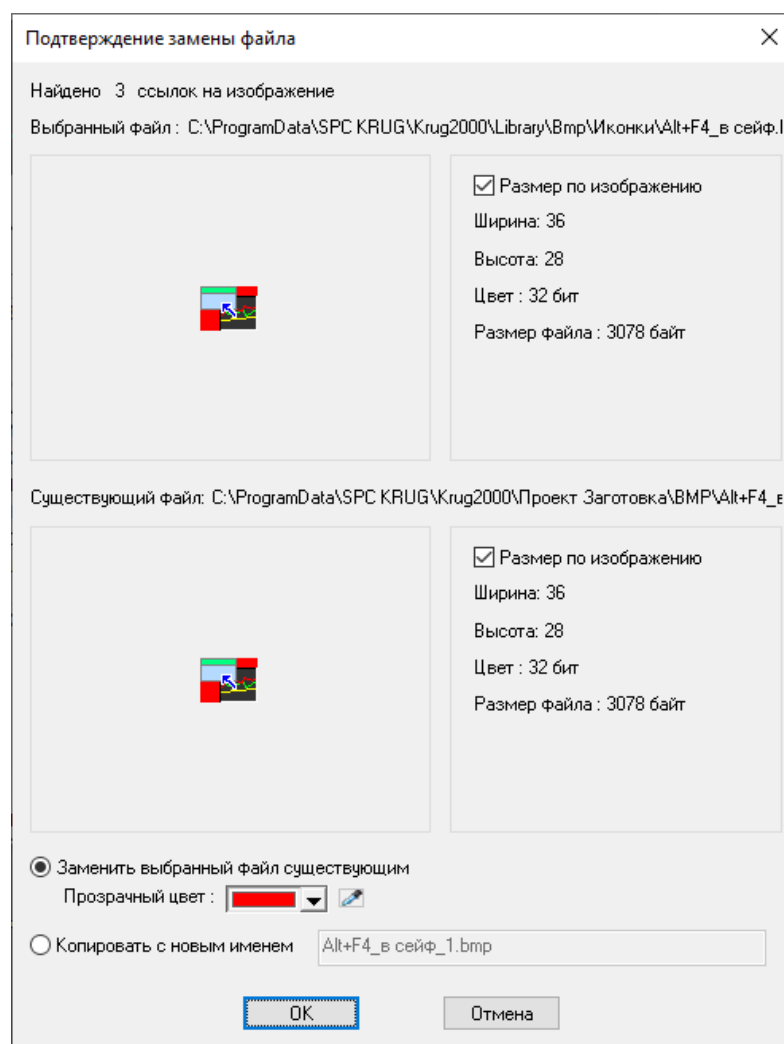 Подтверждение замены файла
Найдено 3 ссылок на изображение
Выбранный файл : C:\ProgramData\SPC KRUG\Krug2000\Library\Bmp\Иконки\Alt+F4_в сейф.
Размер по изображению
Ширина: 36
Высота: 28
Цвет : 32 бит
Размер файла : 3078 байт
Существующий файл: C:\ProgramData\SPC KRUG\Krug2000\Проект Заготовка\BMP\Alt+F4_в
Размер по изображению
Ширина: 36
Высота: 28
Цвет : 32 бит
Размер файла : 3078 байт
Заменить выбранный файл существующим
Прозрачный цвет :
Копировать с новым именем Alt+F4_в сейф_1.bmp
OK Отмена